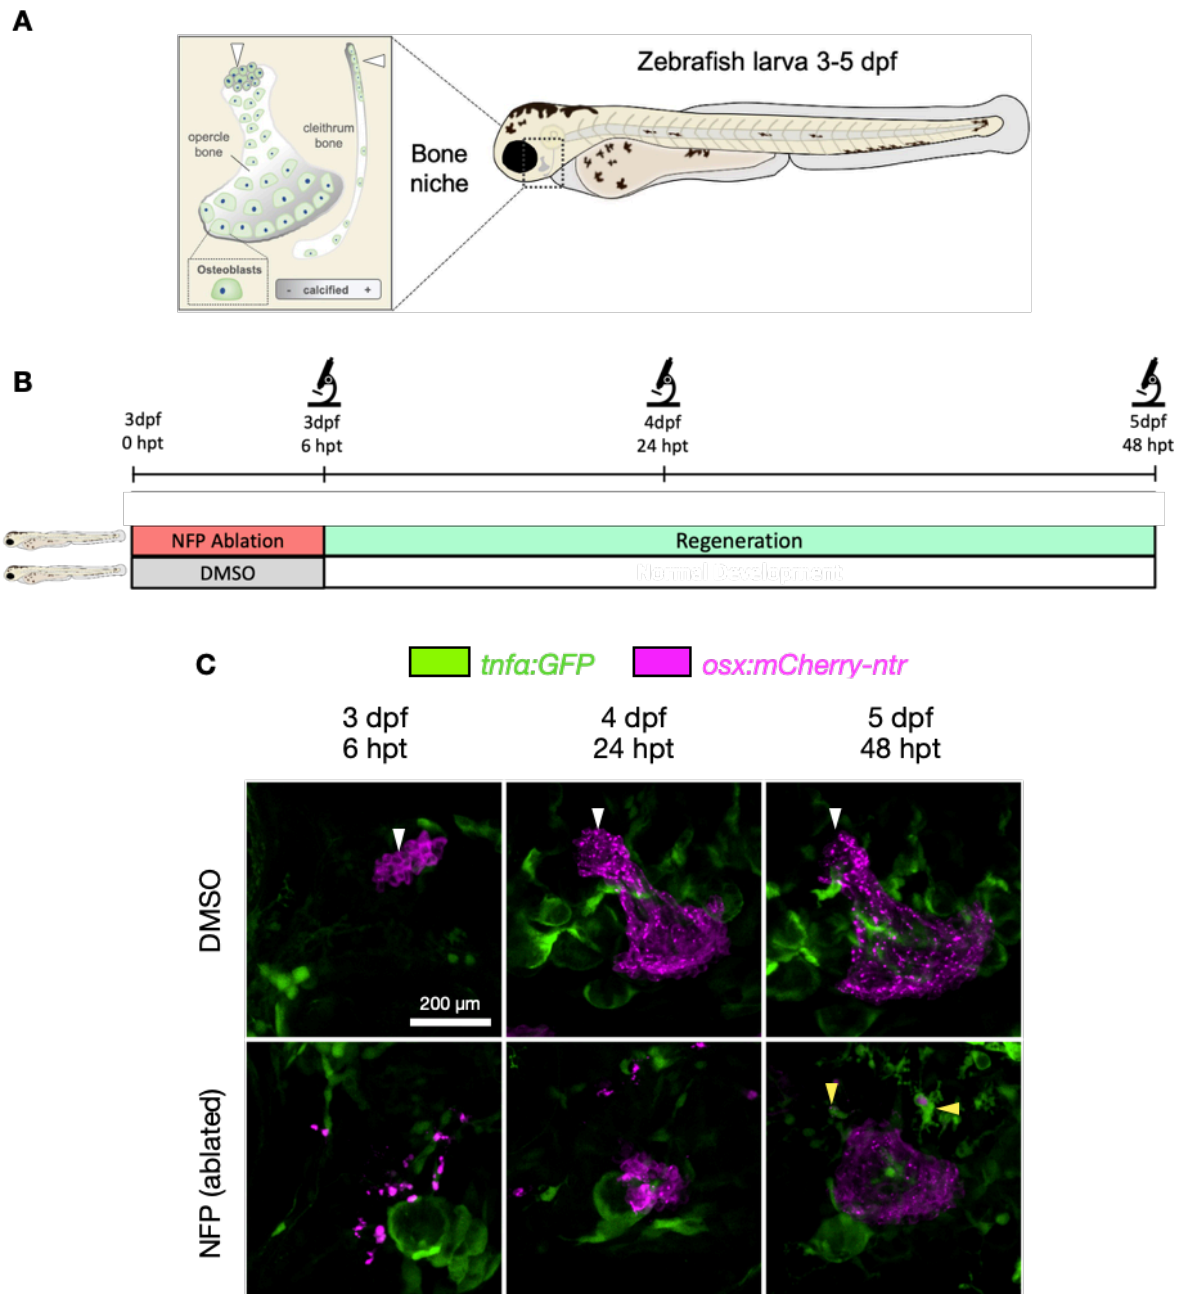 A
Zebrafish larva 3-5 dpf
opercle
bone
cleithrum
bone
Bone
niche
Osteoblasts
- calcified +
B
3dpf
0 hpt
3dpf
6 hpt
4dpf
24 hpt
5dpf
48 hpt
NFP Ablation
Regeneration
DMSO
Normal Development
C
tnfa:GFP
osx:mCherry-ntr
3 dpf
6 hpt
4 dpf
24 hpt
5 dpf
48 hpt
DMSO
200 µm
NFP (ablated)